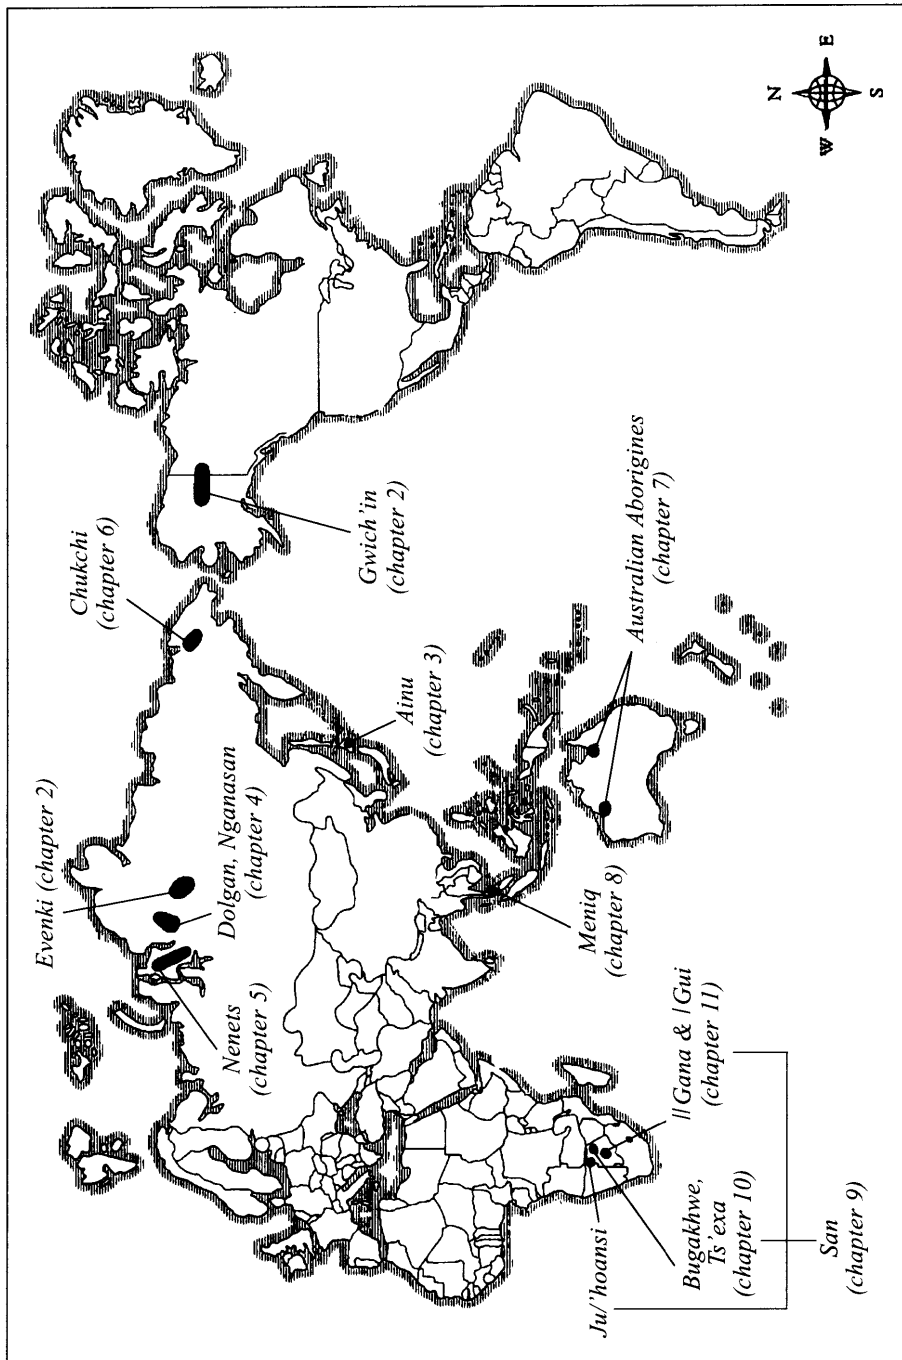 Evenki (chapter 2)
Dolgan, Nganasan
(chapter 4)
Nenets
(chapter 5)
Chukchi
(chapter 6)
Gwich'in
(chapter 2)
Ainu
(chapter 3)
Australian Aborigines
(chapter 7)
Meniq
(chapter 8)
Ju/'hoansi
Bugakhwe,
Ts'exa
(chapter 10)
||Gana & |Gui
(chapter 11)
San
(chapter 9)
N
W
E
S